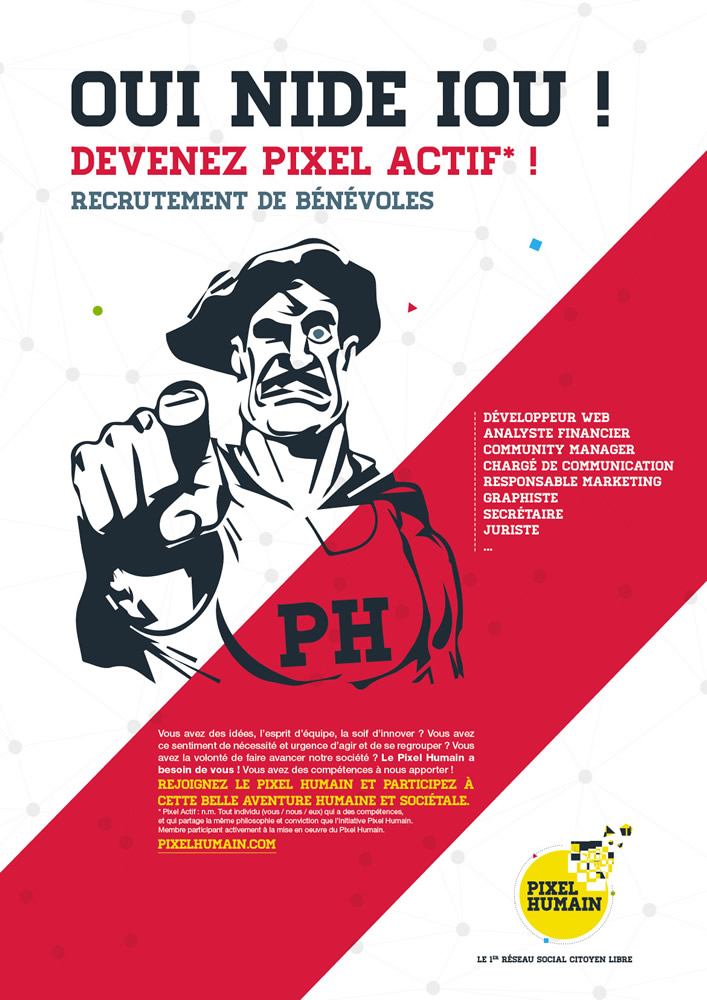 OUI NIDE IOU !
DEVENEZ PIXEL ACTIF* !
RECRUTEMENT DE BÉNÉVOLES
DÉVELOPPEUR WEB
ANALYSTE FINANCIER
COMMUNITY MANAGER
CHARGÉ DE COMMUNICATION
RESPONSABLE MARKETING
GRAPHISTE
SECRÉTAIRE
JURISTE
...
PH
Vous avez des idées, l'esprit d'équipe, la soif d'innover ? Vous avez
ce sentiment de nécessité et urgence d'agir et de se regrouper ? Vous
avez la volonté de faire avancer notre société ? Le Pixel Humain a
besoin de vous ! Vous avez des compétences à nous apporter !
REJOIGNEZ LE PIXEL HUMAIN ET PARTICIPEZ À
CETTE BELLE AVENTURE HUMAINE ET SOCIÉTALE.
* Pixel Actif : n.m. Tout individu (vous / nous / eux) qui a des compétences,
et qui partage la même philosophie et conviction que l'initiative Pixel Humain.
Membre participant activement à la mise en oeuvre du Pixel Humain.
PIXELHUMAIN.COM
PIXEL
HUMAIN
LE 1ER RÉSEAU SOCIAL CITOYEN LIBRE